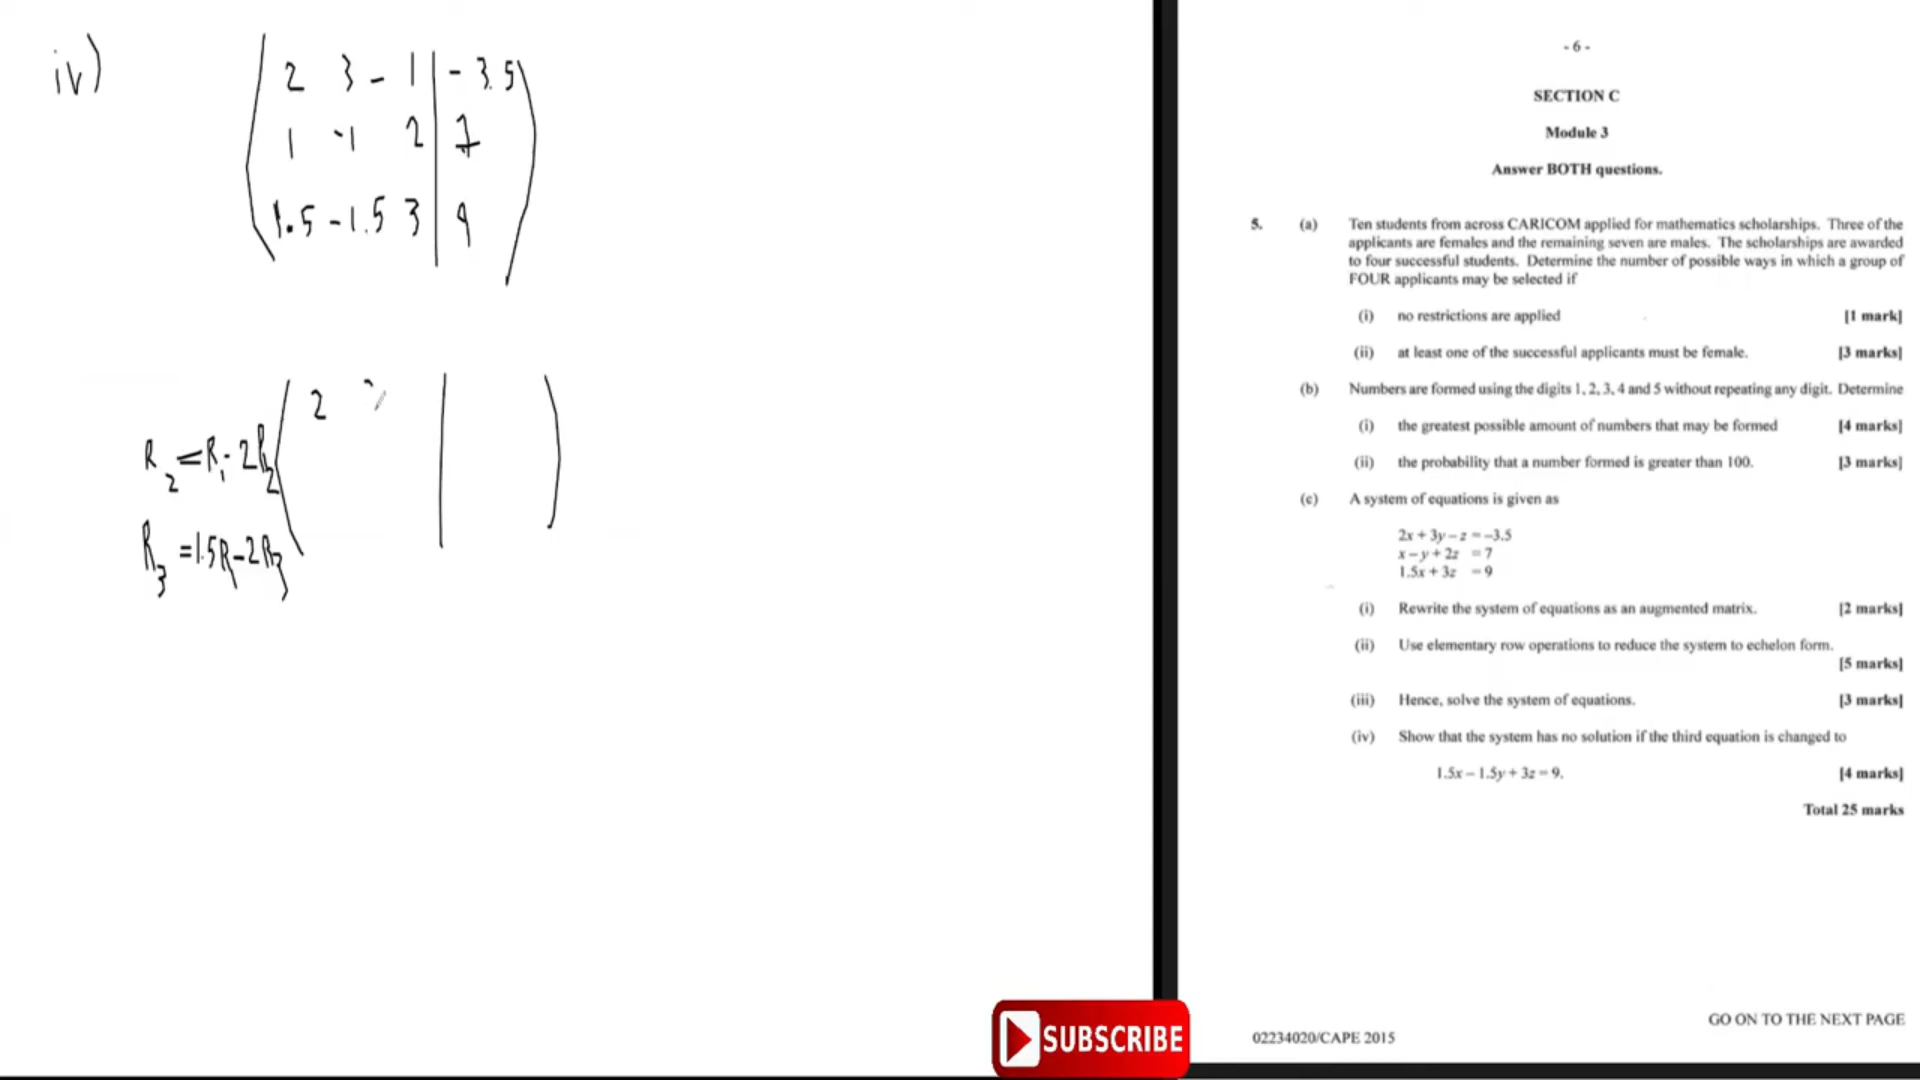 iv)
2 3 -1 | -3.5
1 -1 2 | 7
1.5 -1.5 3 | 9
2
R2 = R1 - 2R2
R3 = 1.5R1 - 2R3
SUBSCRIBE
- 6 -
SECTION C
Module 3
Answer BOTH questions.
5. (a) Ten students from across CARICOM applied for mathematics scholarships. Three of the
applicants are females and the remaining seven are males. The scholarships are awarded
to four successful students. Determine the number of possible ways in which a group of
FOUR applicants may be selected if
(i) no restrictions are applied [1 mark]
(ii) at least one of the successful applicants must be female. [3 marks]
(b) Numbers are formed using the digits 1, 2, 3, 4 and 5 without repeating any digit. Determine
(i) the greatest possible amount of numbers that may be formed [4 marks]
(ii) the probability that a number formed is greater than 100. [3 marks]
(c) A system of equations is given as
2x + 3y – z = –3.5
x – y + 2z = 7
1.5x + 3z = 9
(i) Rewrite the system of equations as an augmented matrix. [2 marks]
(ii) Use elementary row operations to reduce the system to echelon form.
[5 marks]
(iii) Hence, solve the system of equations. [3 marks]
(iv) Show that the system has no solution if the third equation is changed to
1.5x – 1.5y + 3z = 9. [4 marks]
Total 25 marks
GO ON TO THE NEXT PAGE
02234020/CAPE 2015